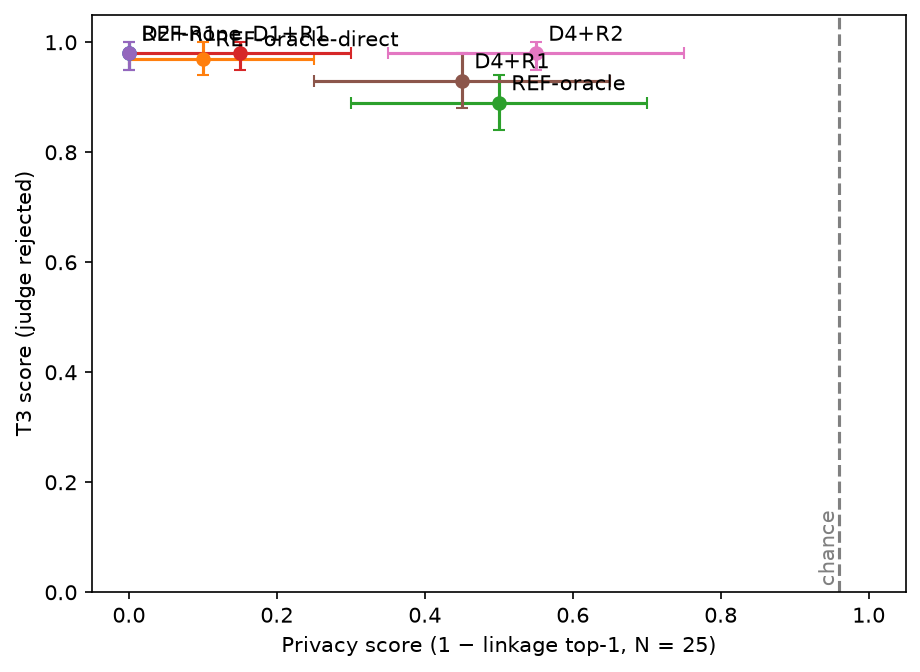 D1+R1
REF-oracle-direct
D4+R2
D4+R1
REF-oracle
1.0
0.8
0.6
0.4
0.2
0.0
T3 score (judge rejected)
chance
0.0 0.2 0.4 0.6 0.8 1.0
Privacy score (1 − linkage top-1, N = 25)